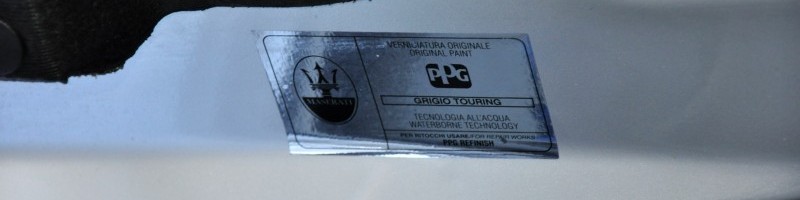 MASERATI
VERNICIATURA ORIGINALE
ORIGINAL PAINT
PPG
GRIGIO TOURING
TECNOLOGIA ALL'ACQUA
WATERBORNE TECHNOLOGY
PER RITOCCHI USARE/FOR REPAIR WORKS
PPG REFINISH